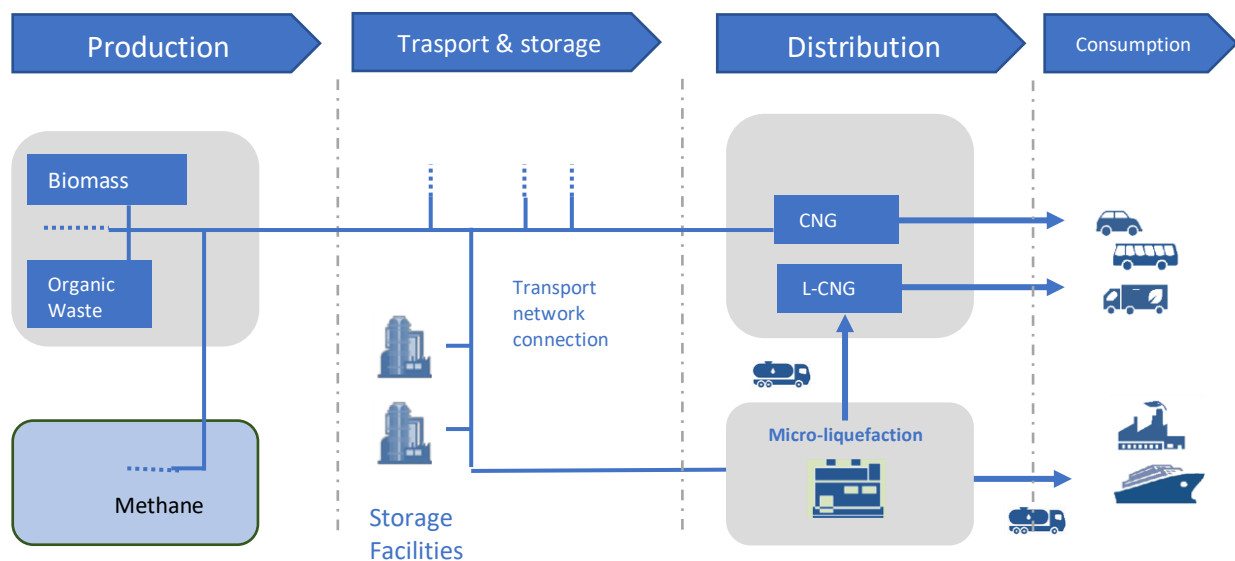 Production
Trasport & storage
Distribution
Consumption
Biomass
Organic
Waste
Methane
Transport
network
connection
Storage
Facilities
CNG
L-CNG
Micro-liquefaction